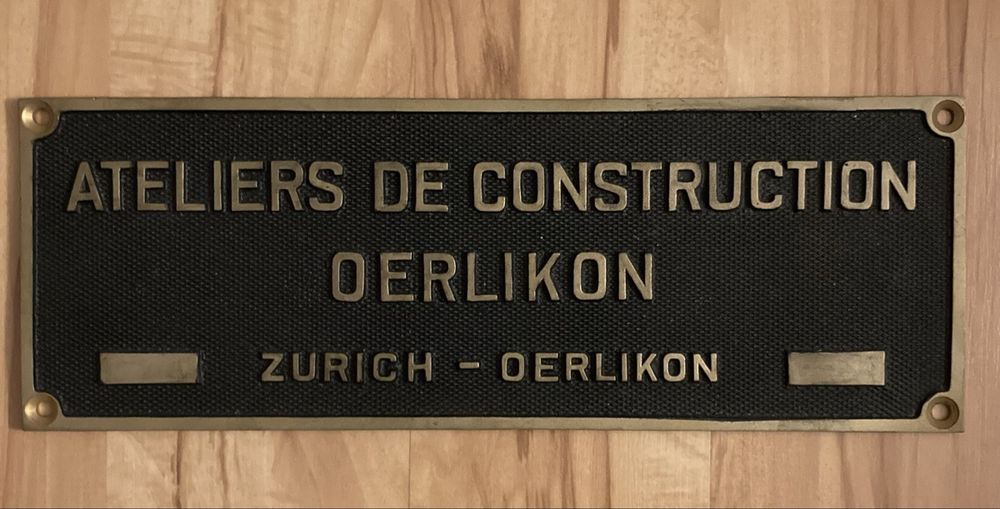 ATELIERS DE CONSTRUCTION
OERLIKON
ZURICH - OERLIKON